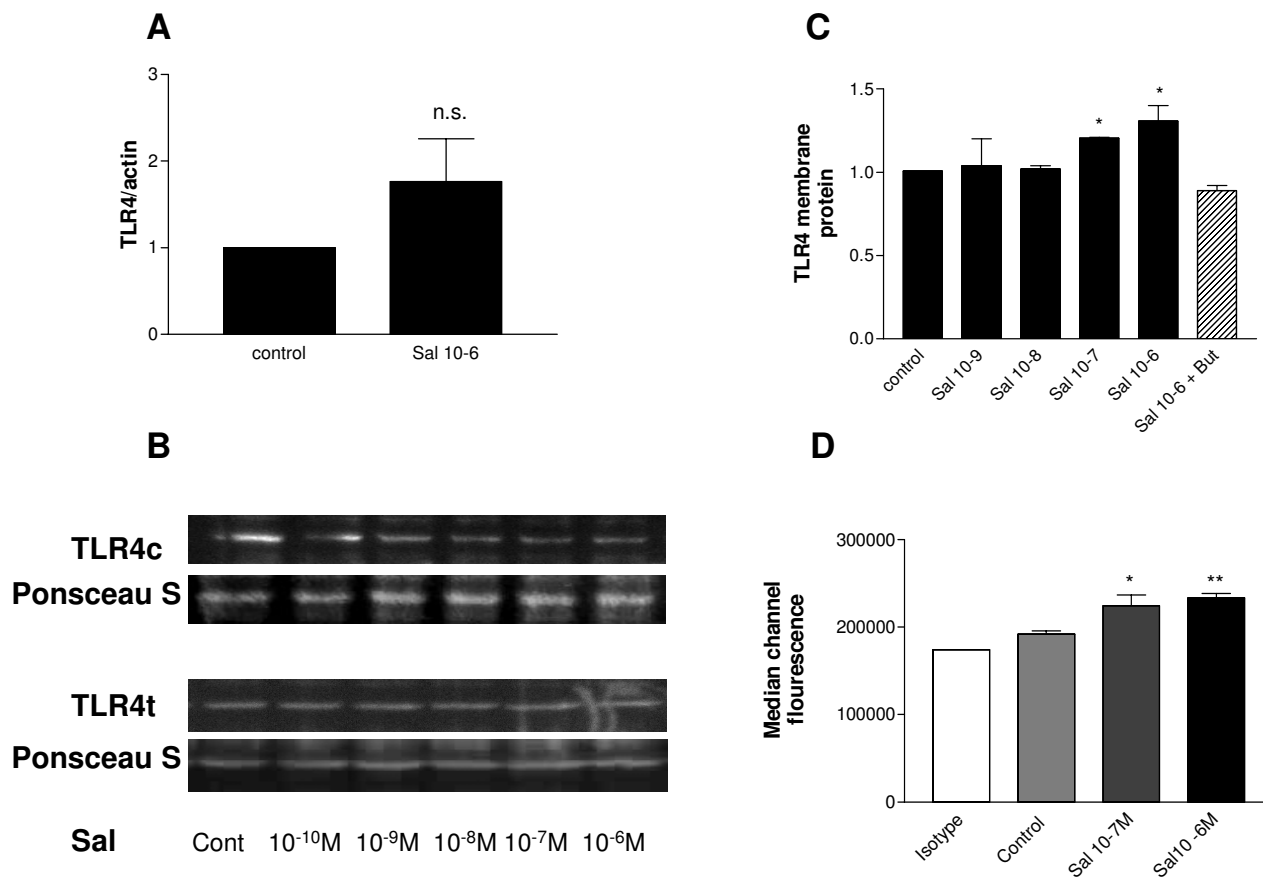 A
3
2
1
0
TLR4/actin
n.s.
control
Sal 10-6
B
TLR4c
Ponsceau S
TLR4t
Ponsceau S
Sal Cont 10⁻¹⁰M 10⁻⁹M 10⁻⁸M 10⁻⁷M 10⁻⁶M
C
1.5
1.0
0.5
0.0
TLR4 membrane
protein
*
*
control
Sal 10-9
Sal 10-8
Sal 10-7
Sal 10-6
Sal 10-6 + But
D
300000
200000
100000
0
Median channel
flourescence
*
**
Isotype
Control
Sal 10-7M
Sal10 -6M